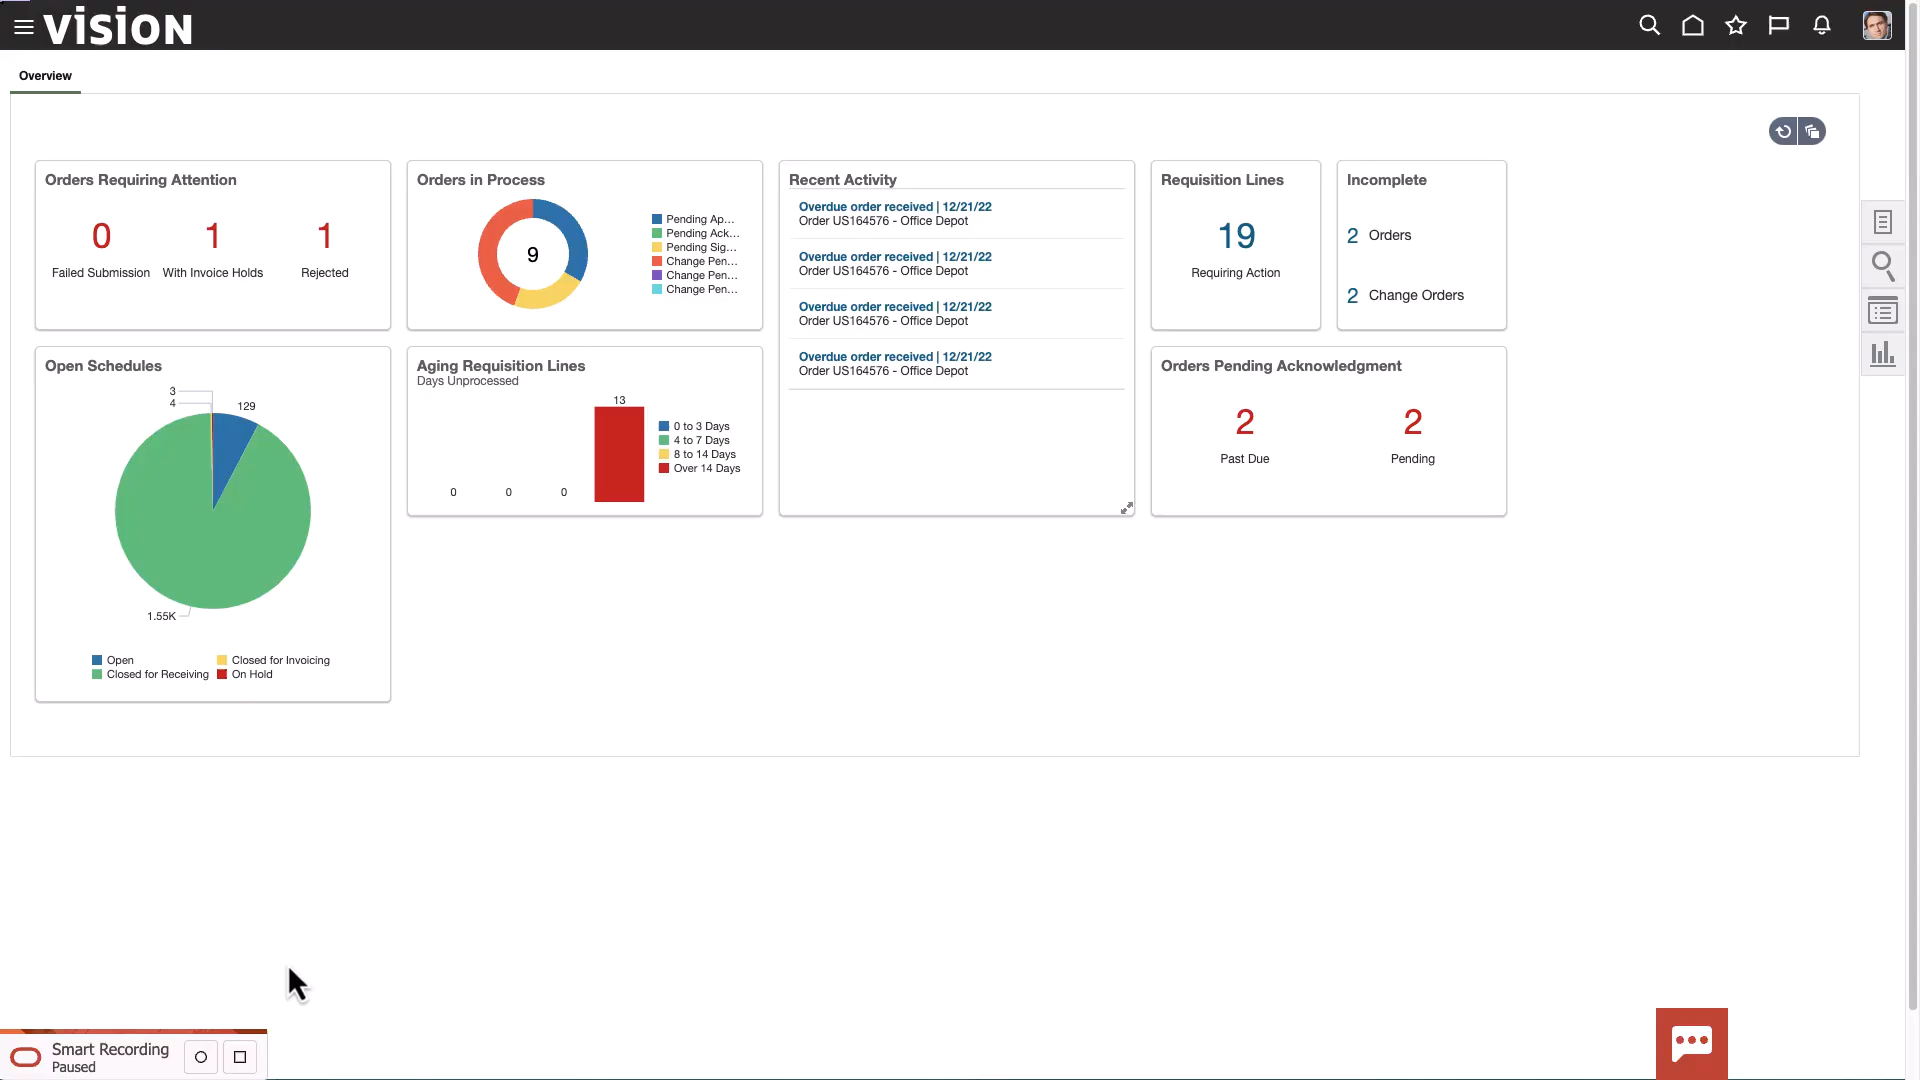 vısıon
Overview
Orders Requiring Attention
0
Failed Submission
1
With Invoice Holds
1
Rejected
Orders in Process
9
Pending Ap...
Pending Ack...
Pending Sig...
Change Pen...
Change Pen...
Change Pen...
Recent Activity
Overdue order received | 12/21/22
Order US164576 - Office Depot
Overdue order received | 12/21/22
Order US164576 - Office Depot
Overdue order received | 12/21/22
Order US164576 - Office Depot
Overdue order received | 12/21/22
Order US164576 - Office Depot
Requisition Lines
19
Requiring Action
Incomplete
2 Orders
2 Change Orders
Open Schedules
3
4
129
1.55K
Open
Closed for Invoicing
Closed for Receiving
On Hold
Aging Requisition Lines
Days Unprocessed
13
0 0 0
0 to 3 Days
4 to 7 Days
8 to 14 Days
Over 14 Days
Orders Pending Acknowledgment
2
Past Due
2
Pending
Smart Recording
Paused